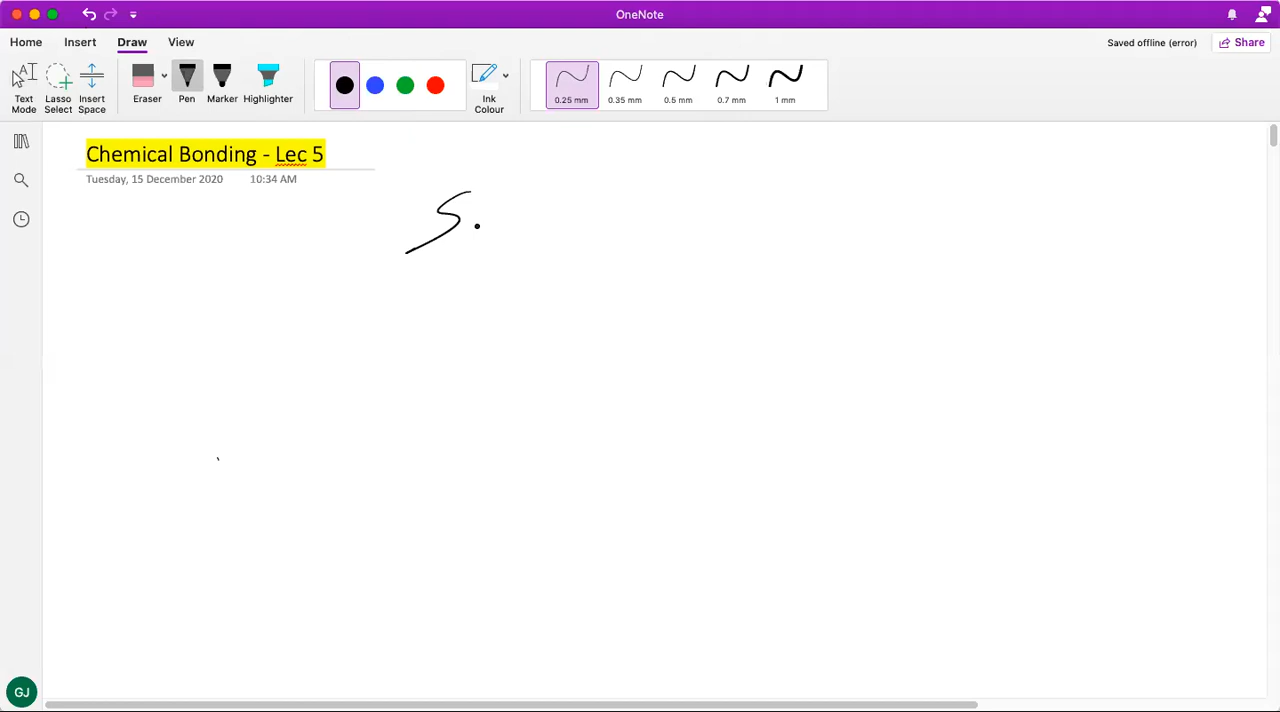 OneNote
Home Insert Draw View
Saved offline (error) Share
Text Mode Lasso Select Insert Space Eraser Pen Marker Highlighter Ink Colour 0.25 mm 0.35 mm 0.5 mm 0.7 mm 1 mm
Chemical Bonding - Lec 5
Tuesday, 15 December 2020 10:34 AM
S.
GJ